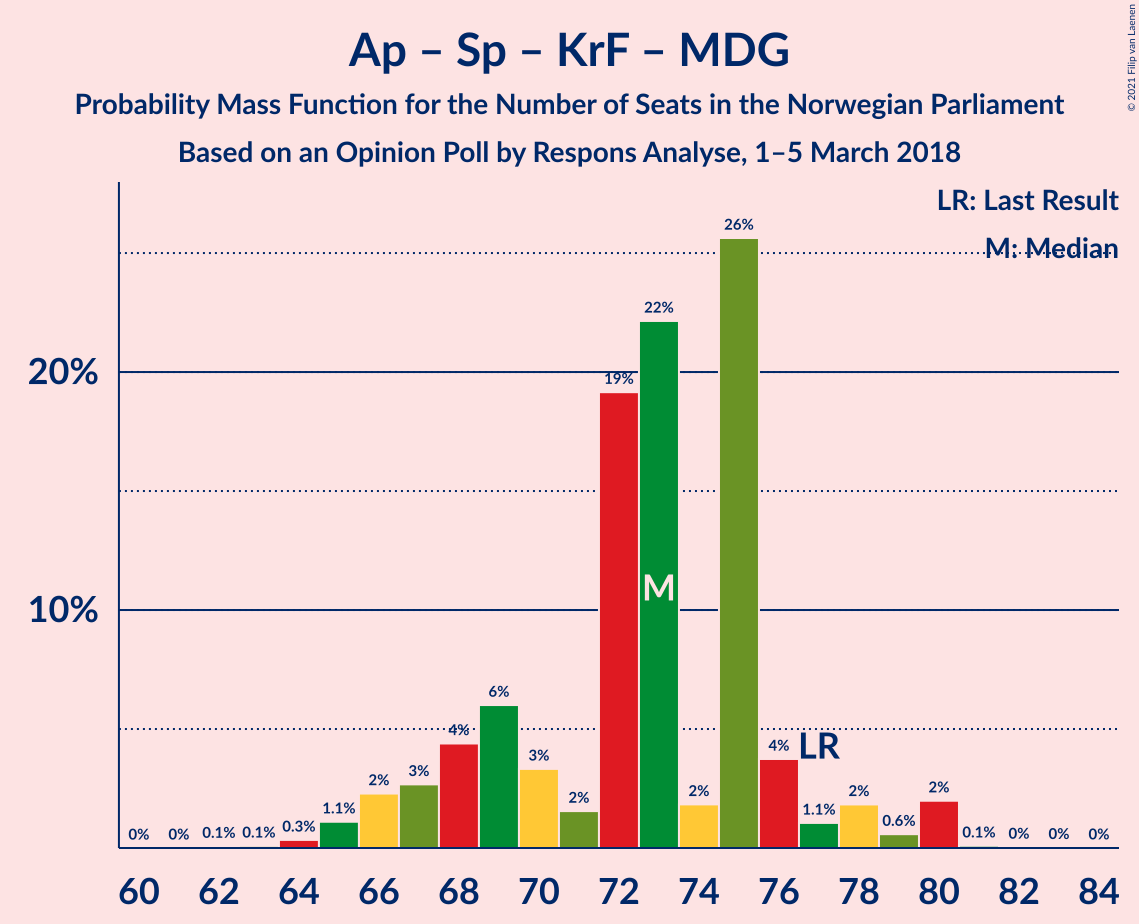 Ap – Sp – KrF – MDG
Probability Mass Function for the Number of Seats in the Norwegian Parliament
Based on an Opinion Poll by Respons Analyse, 1–5 March 2018
© 2021 Filip van Laenen
LR: Last Result
M: Median
26%
22%
20%
19%
M
10%
6%
4%
4%
LR
3%
3%
2%
2%
2%
2%
2%
1.1%
1.1%
0.6%
0.3%
0% 0% 0.1% 0.1% 0.1% 0% 0% 0%
60 62 64 66 68 70 72 74 76 78 80 82 84